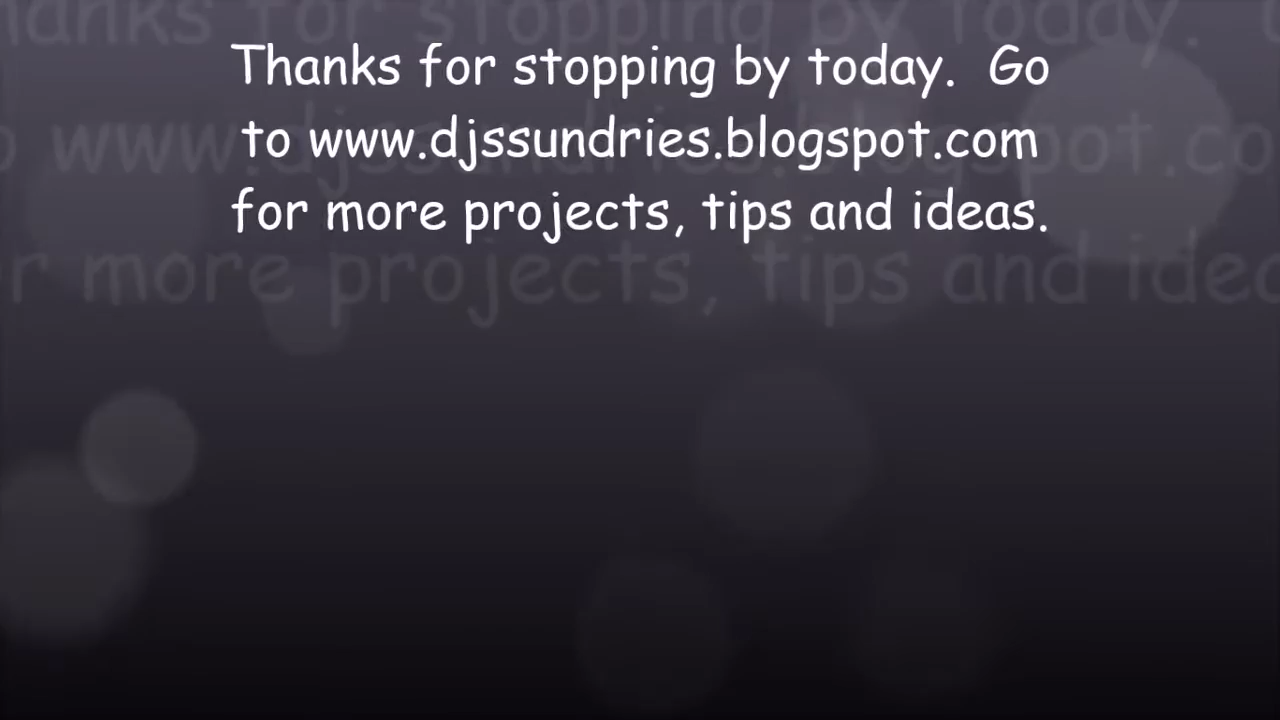 Thanks for stopping by today.  Go
to www.djssundries.blogspot.com
for more projects, tips and ideas.